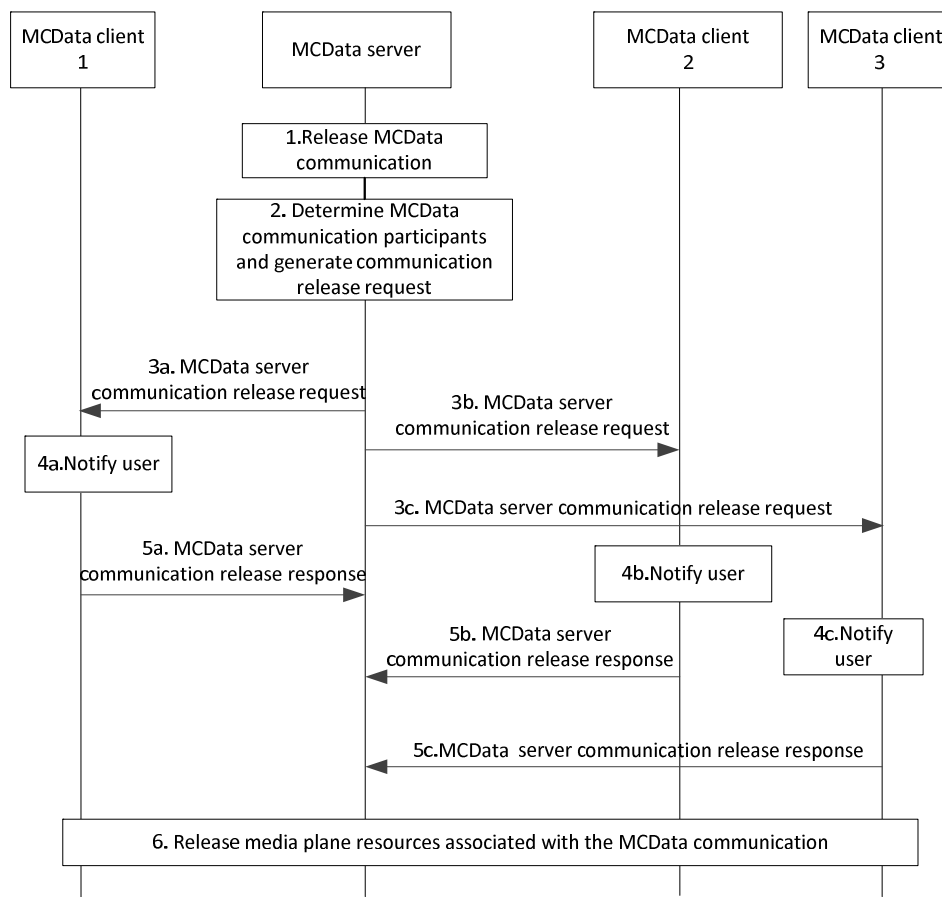 MCData client
1
MCData server
MCData client
2
MCData client
3
1.Release MCData
communication
2. Determine MCData
communication participants
and generate communication
release request
3a. MCData server
communication release request
3b. MCData server
communication release request
4a.Notify user
3c. MCData server communication release request
5a. MCData server
communication release response
4b.Notify user
5b. MCData server
communication release response
4c.Notify
user
5c.MCData server communication release response
6. Release media plane resources associated with the MCData communication